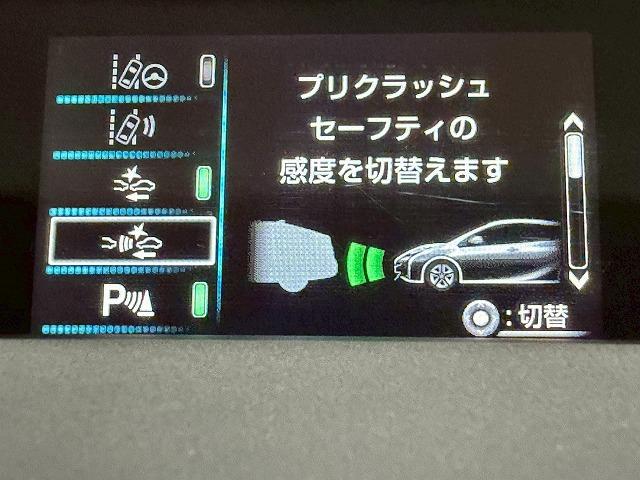 プリクラッシュ
セーフティの
感度を切替えます
P
:切替